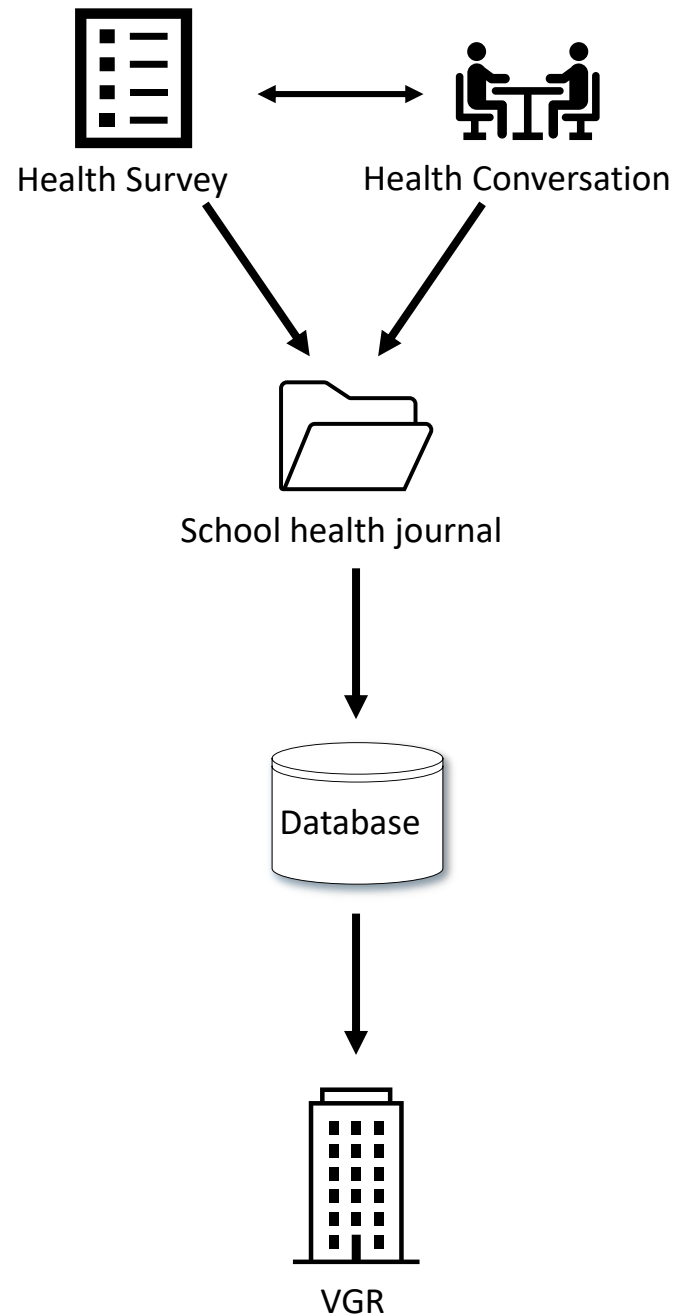 Health Survey
Health Conversation
School health journal
Database
VGR